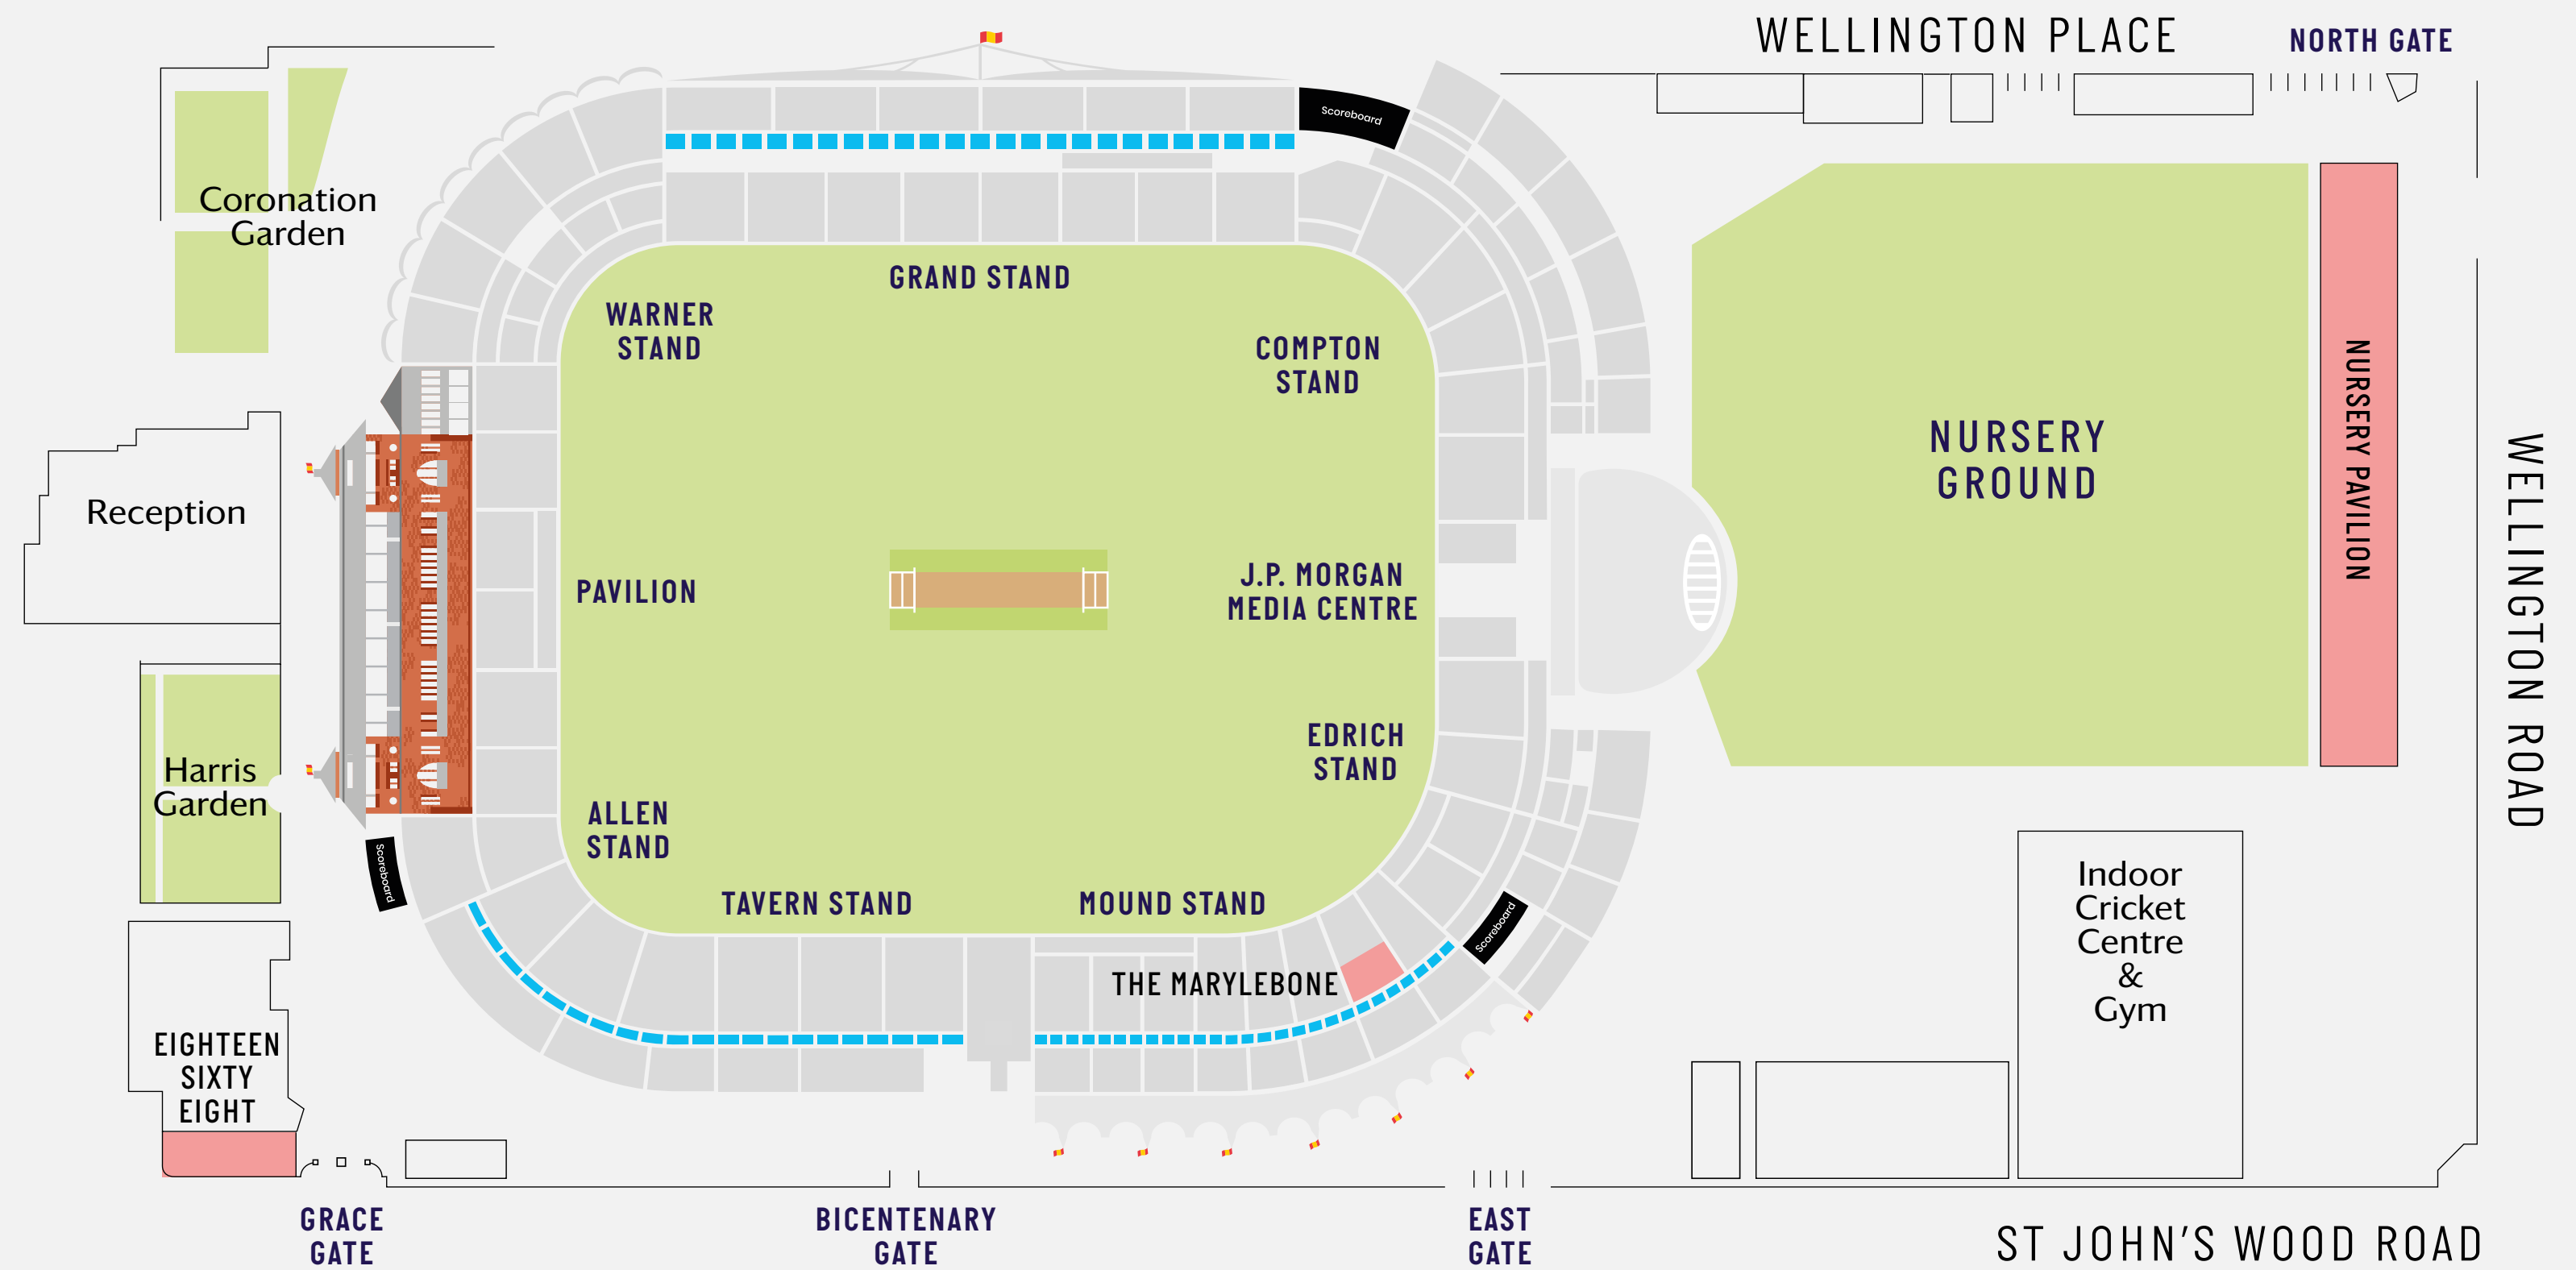 WELLINGTON PLACE
NORTH GATE
Scoreboard
Coronation
Garden
GRAND STAND
WARNER
STAND
COMPTON
STAND
NURSERY
GROUND
NURSERY PAVILION
WELLINGTON ROAD
Reception
PAVILION
J.P. MORGAN
MEDIA CENTRE
EDRICH
STAND
Harris
Garden
ALLEN
STAND
Scoreboard
TAVERN STAND
MOUND STAND
Scoreboard
THE MARYLEBONE
Indoor
Cricket
Centre
&
Gym
EIGHTEEN
SIXTY
EIGHT
GRACE
GATE
BICENTENARY
GATE
EAST
GATE
ST JOHN’S WOOD ROAD